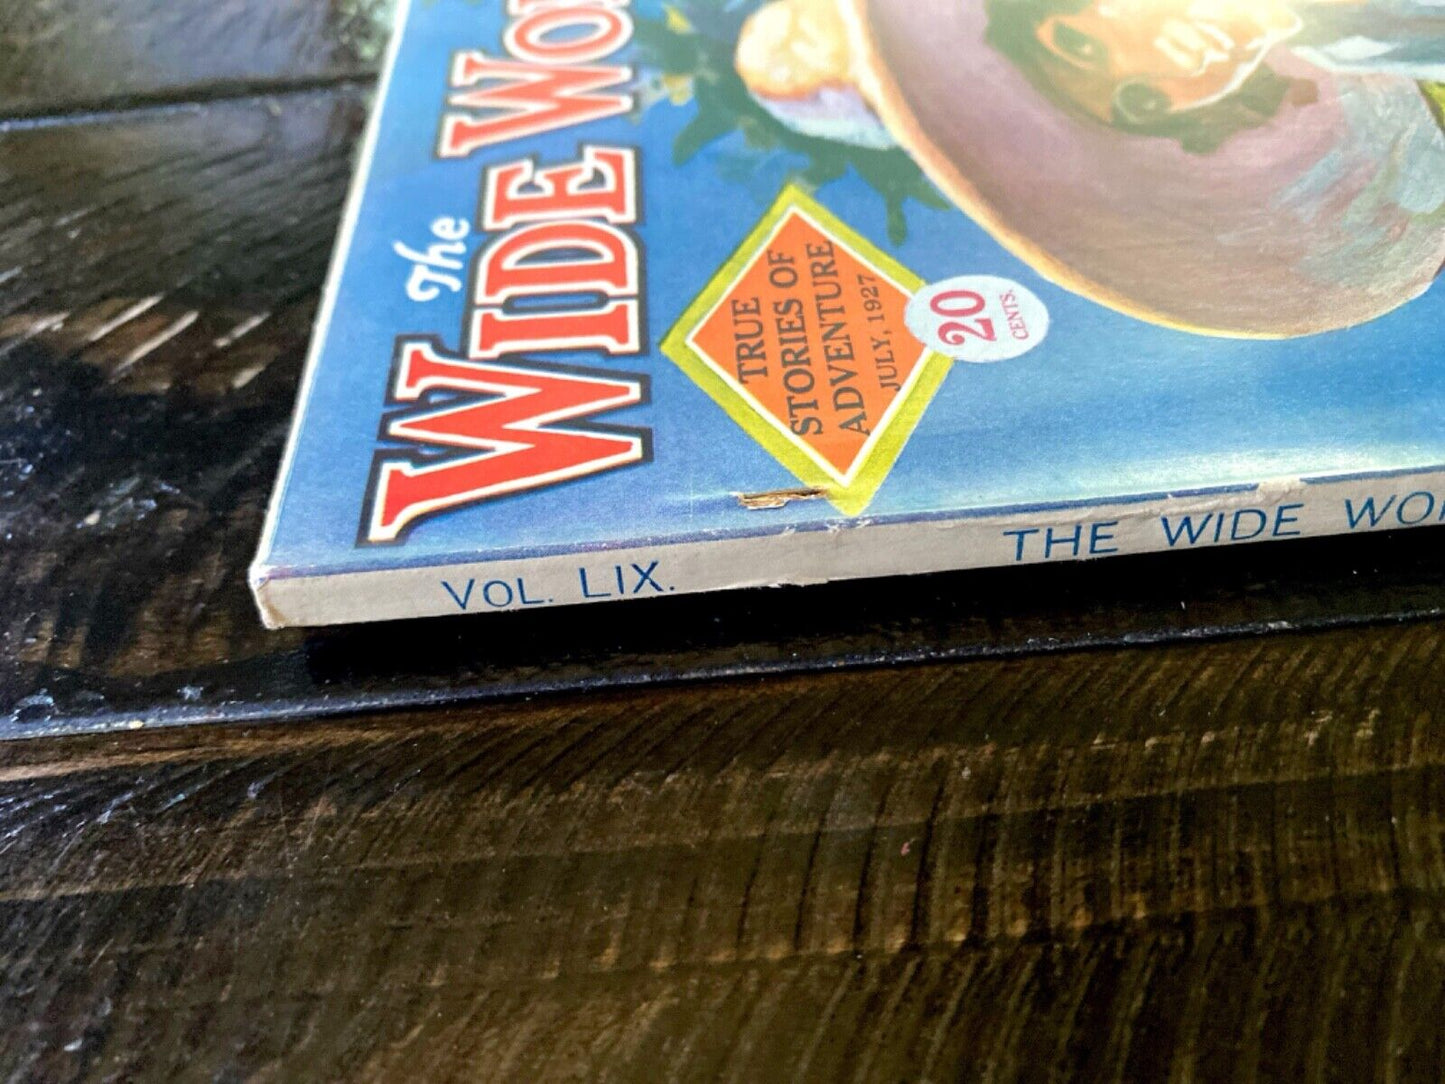 The
WIDE WO
TRUE
STORIES OF
ADVENTURE
JULY, 1927
20
CENTS.
VOL. LIX.
THE WIDE WO